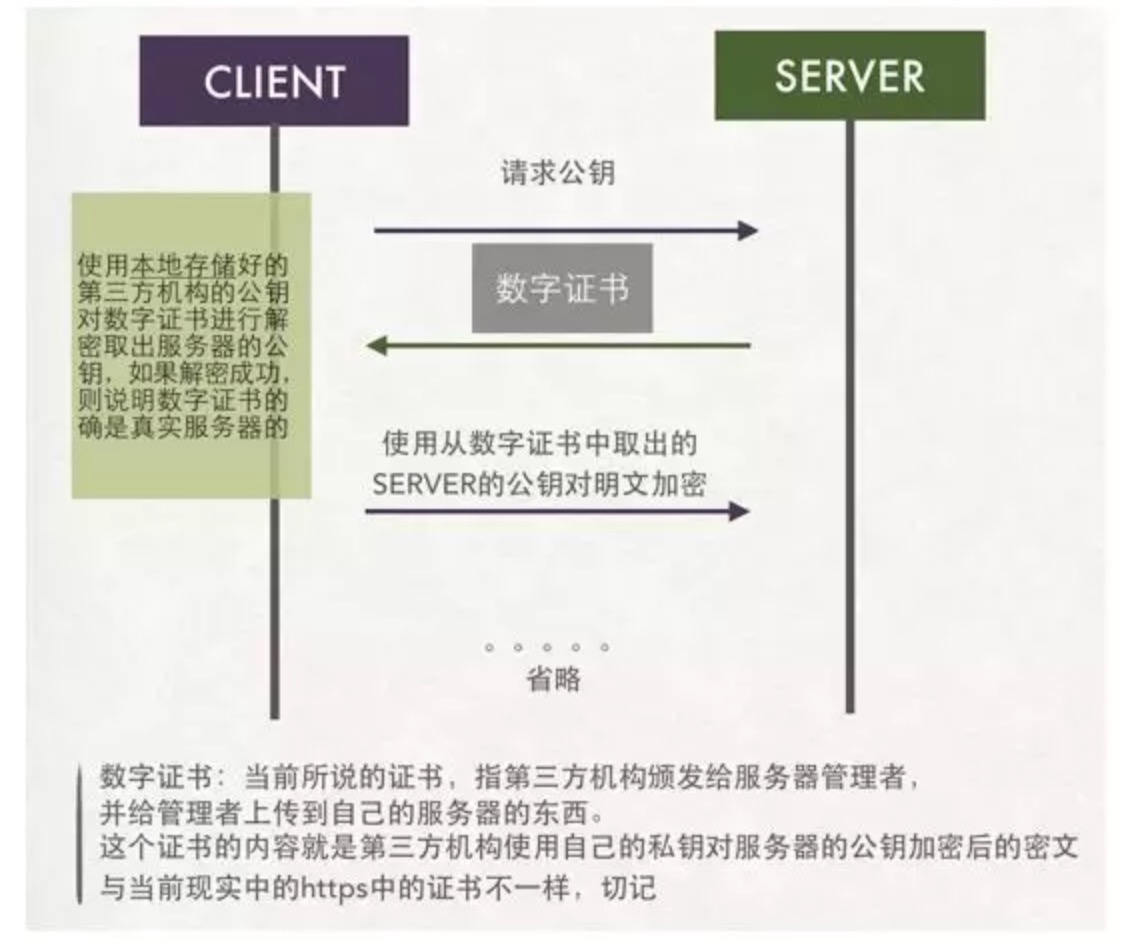 CLIENT
SERVER
请求公钥
数字证书
使用本地存储好的
第三方机构的公钥
对数字证书进行解
密取出服务器的公
钥，如果解密成功，
则说明数字证书的
确是真实服务器的
使用从数字证书中取出的
SERVER的公钥对明文加密
。。。。。
省略
数字证书：当前所说的证书，指第三方机构颁发给服务器管理者，
并给管理者上传到自己的服务器的东西。
这个证书的内容就是第三方机构使用自己的私钥对服务器的公钥加密后的密文
与当前现实中的https中的证书不一样，切记